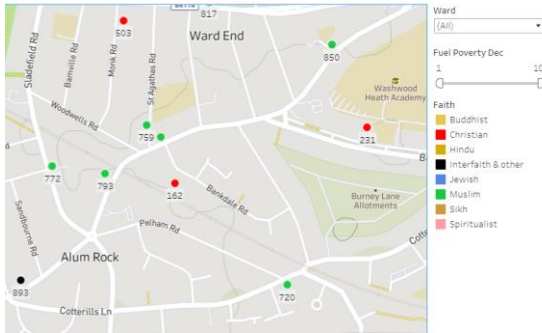 817
503
Ward End
850
Sladefield Rd
Bamville Rd
Monk Rd
St Agathas Rd
Washwood
Heath Academy
Woodwells Rd
759
231
772
793
162
Bankdale Rd
Burney Lane
Allotments
Sandbourne Rd
Pelham Rd
Alum Rock
893
720
Cotterills Ln
Ward
(All)
Fuel Poverty Dec
1
10
Faith
Buddhist
Christian
Hindu
Interfaith & other
Jewish
Muslim
Sikh
Spiritualist